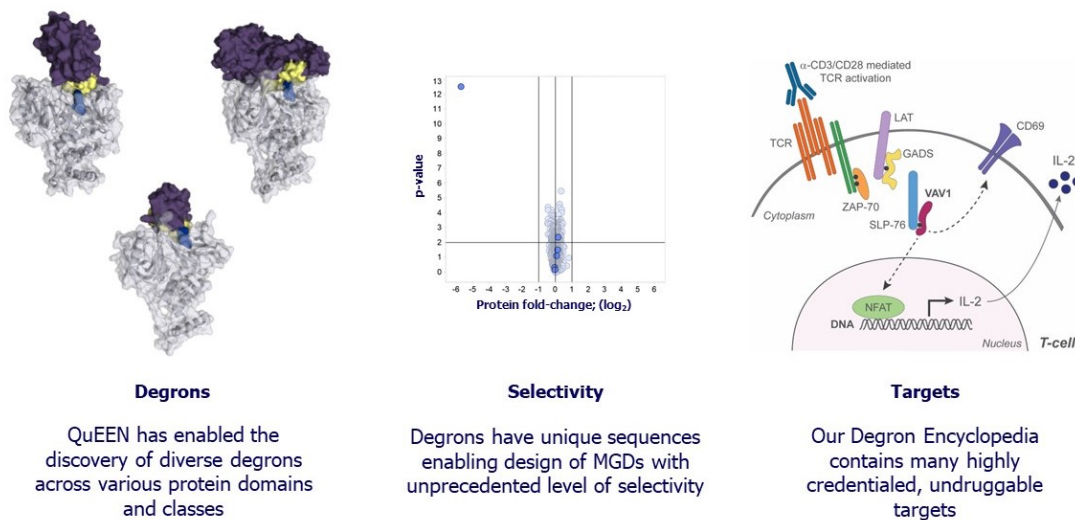 p-value
13
12
11
10
9
8
7
6
5
4
3
2
1
0
-6 -5 -4 -3 -2 -1 0 1 2 3 4 5 6
Protein fold-change; (log₂)
α-CD3/CD28 mediated
TCR activation
LAT
CD69
TCR
GADS
IL-2
ZAP-70
VAV1
Cytoplasm
SLP-76
NFAT
IL-2
DNA
Nucleus
T-cell
Degrons
QuEEN has enabled the
discovery of diverse degrons
across various protein domains
and classes
Selectivity
Degrons have unique sequences
enabling design of MGDs with
unprecedented level of selectivity
Targets
Our Degron Encyclopedia
contains many highly
credentialed, undruggable
targets